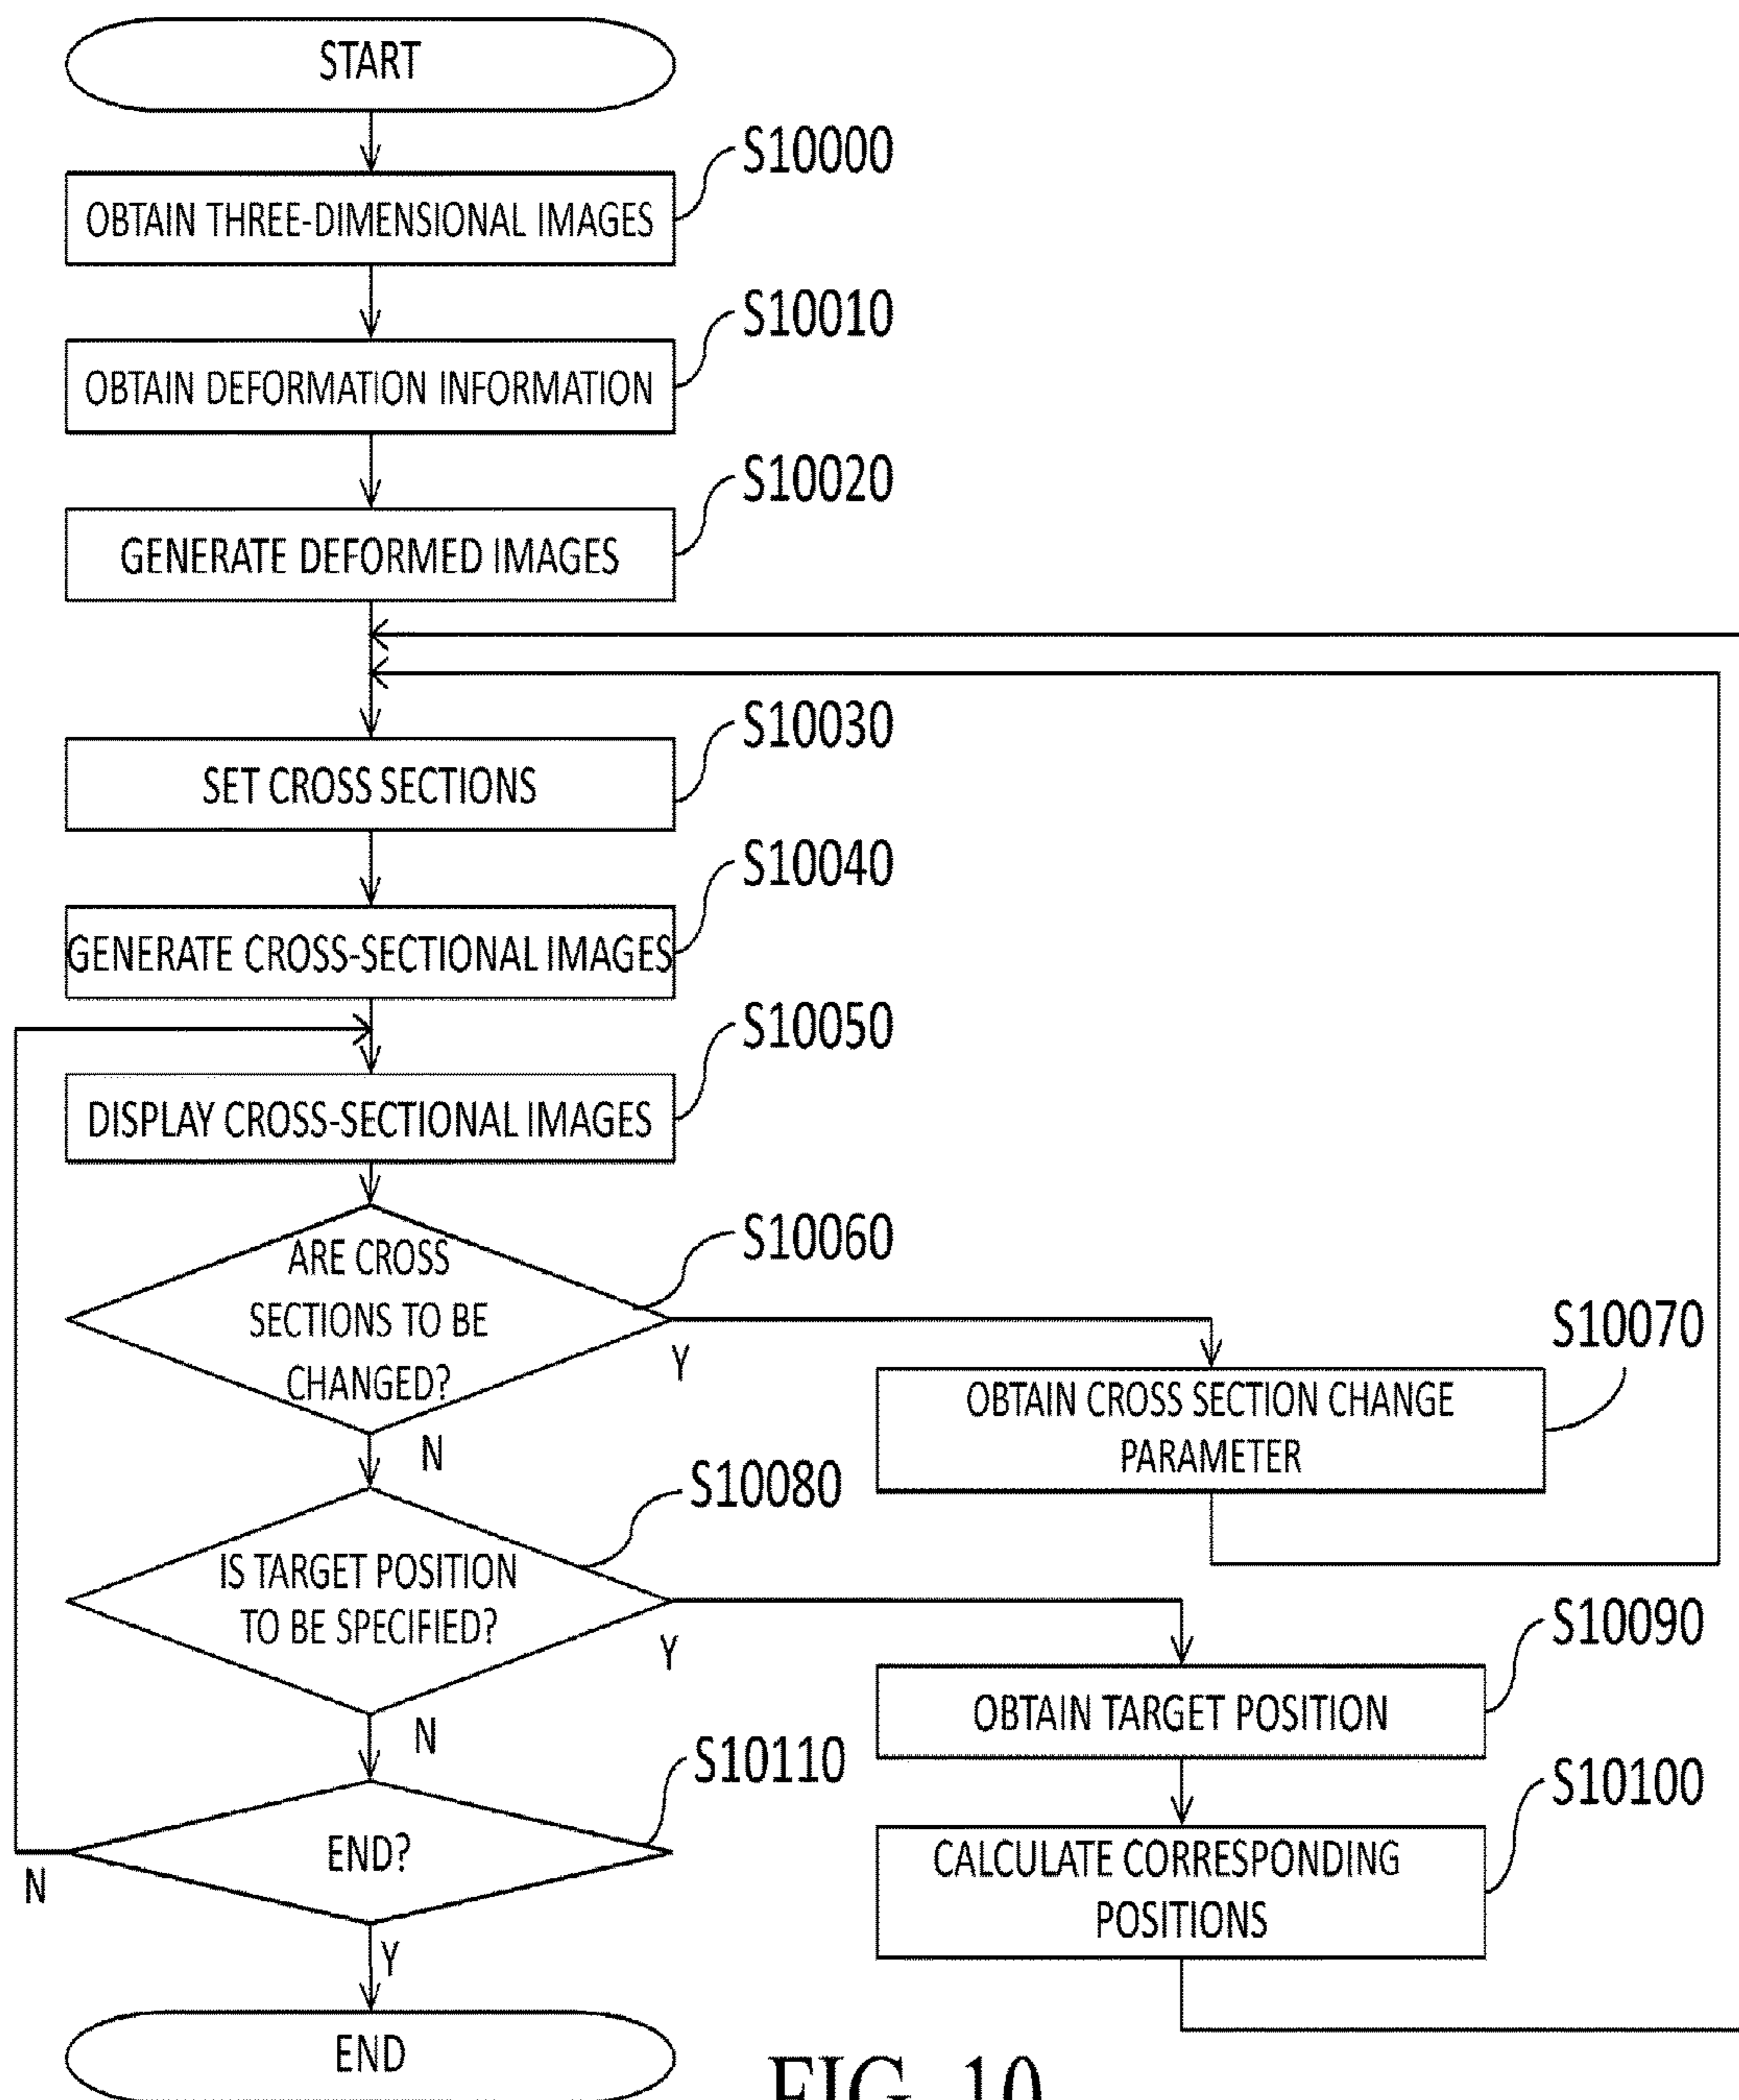 START
S10000
OBTAIN THREE-DIMENSIONAL IMAGES
S10010
OBTAIN DEFORMATION INFORMATION
S10020
GENERATE DEFORMED IMAGES
S10030
SET CROSS SECTIONS
S10040
GENERATE CROSS-SECTIONAL IMAGES
S10050
DISPLAY CROSS-SECTIONAL IMAGES
S10060
ARE CROSS
SECTIONS TO BE
CHANGED?
Y
N
S10070
OBTAIN CROSS SECTION CHANGE
PARAMETER
S10080
IS TARGET POSITION
TO BE SPECIFIED?
Y
N
S10090
OBTAIN TARGET POSITION
S10100
CALCULATE CORRESPONDING
POSITIONS
S10110
END?
N
Y
END
FIG. 10